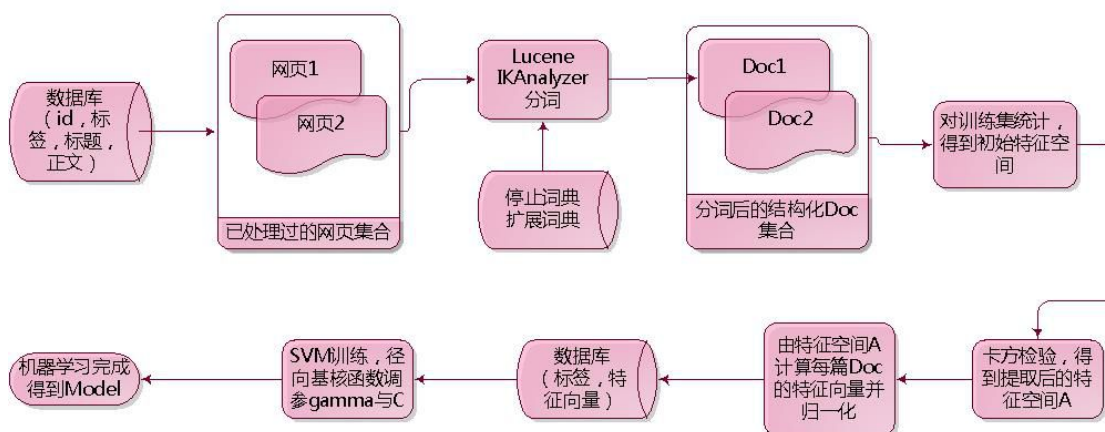 数据库
（id,标
签,标题,
正文）
网页1
网页2
已处理过的网页集合
Lucene
IKAnalyzer
分词
停止词典
扩展词典
Doc1
Doc2
分词后的结构化Doc
集合
对训练集统计，
得到初始特征空
间
卡方检验，得
到提取后的特
征空间A
由特征空间A
计算每篇Doc
的特征向量并
归一化
数据库
（标签，特
征向量）
SVM训练，径
向基核函数调
参gamma与C
机器学习完成
得到Model